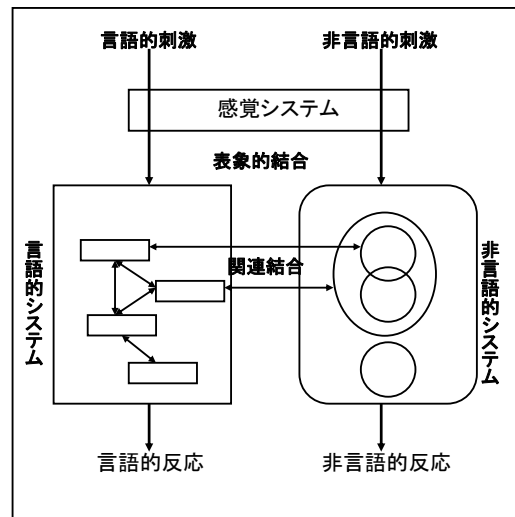 言語的刺激
非言語的刺激
感覚システム
表象的結合
言語的システム
関連結合
非言語的システム
言語的反応
非言語的反応